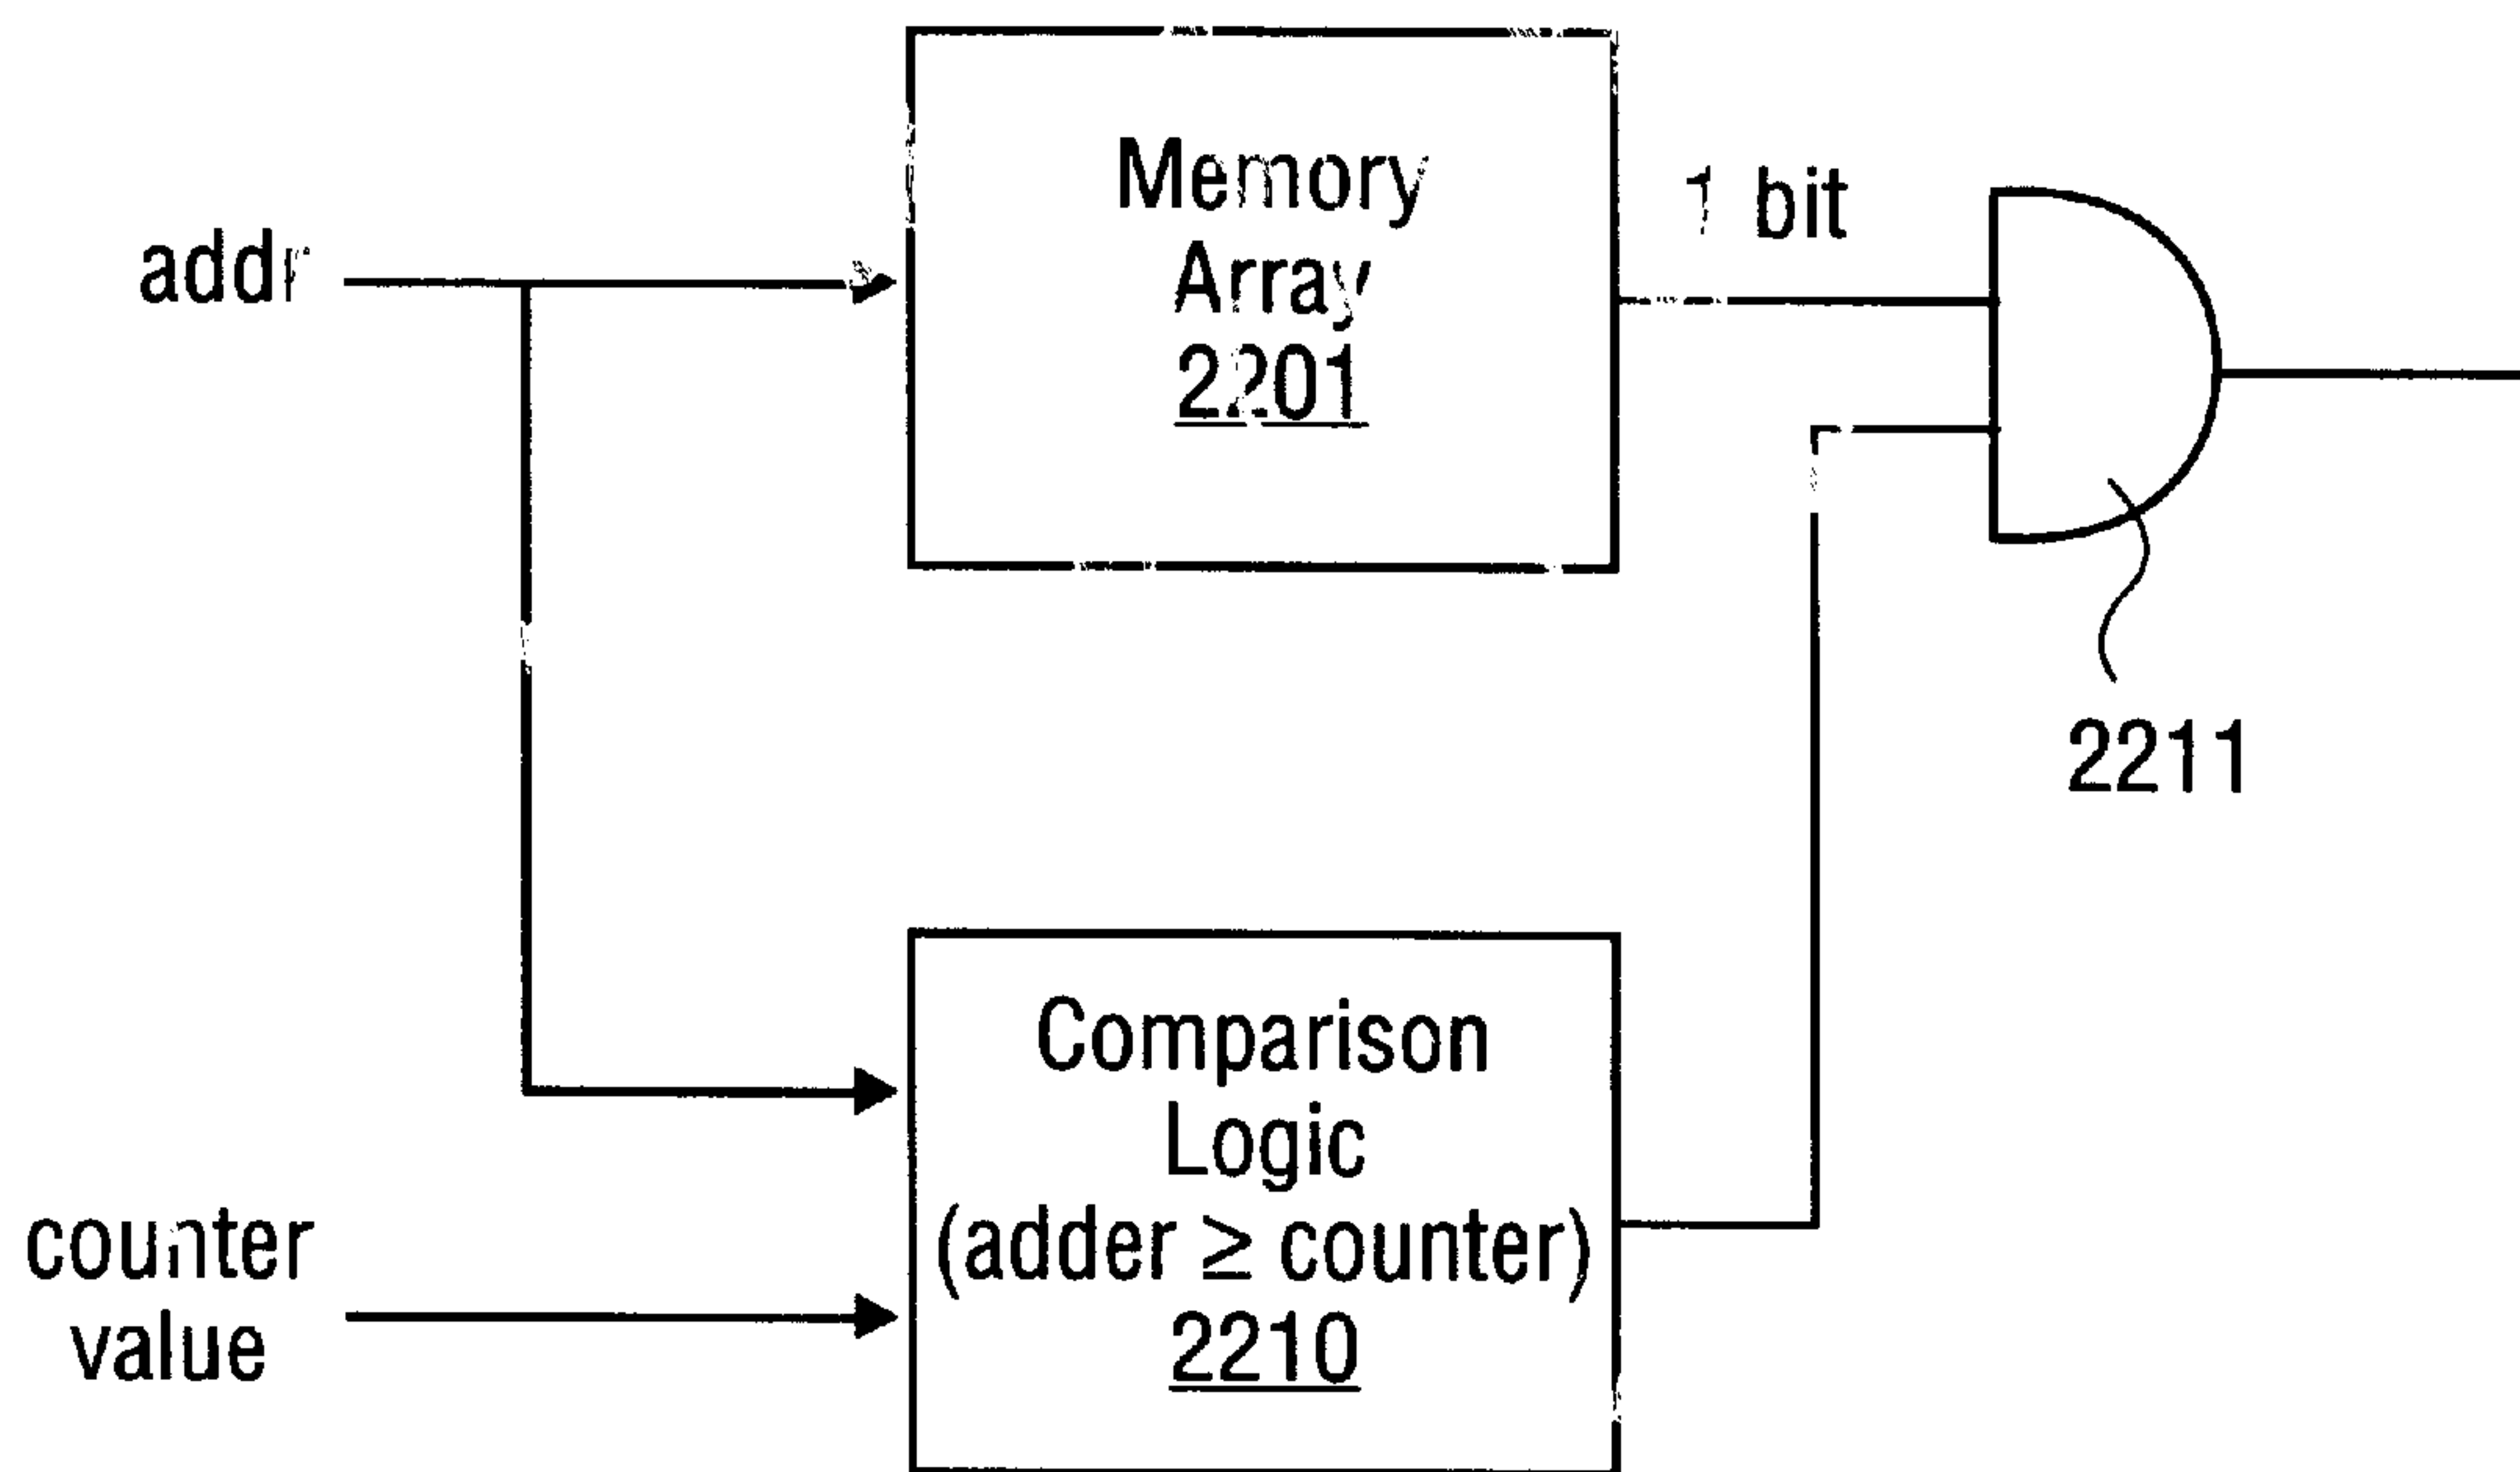 addr
Memory
Array
2201
1 bit
2211
Comparison
Logic
(adder ≥ counter)
2210
counter
value